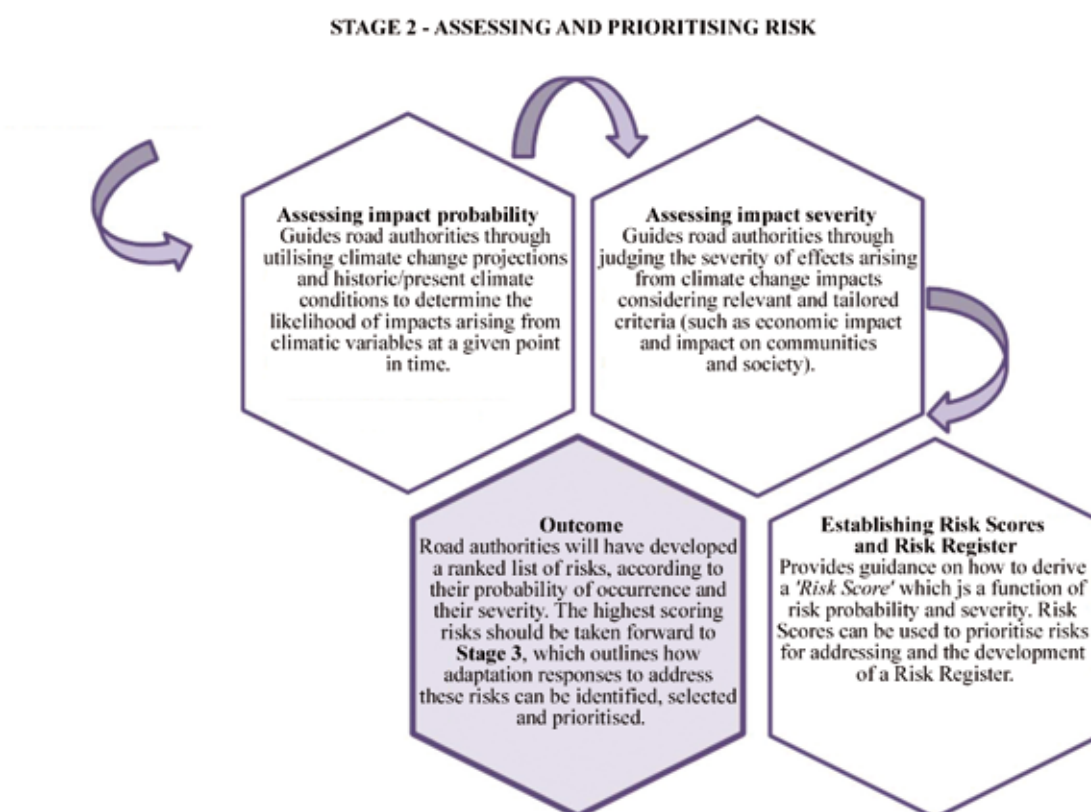 STAGE 2 - ASSESSING AND PRIORITISING RISK
Assessing impact probability
Guides road authorities through
utilising climate change projections
and historic/present climate
conditions to determine the
likelihood of impacts arising from
climatic variables at a given point
in time.
Assessing impact severity
Guides road authorities through
judging the severity of effects arising
from climate change impacts
considering relevant and tailored
criteria (such as economic impact
and impact on communities
and society).
Outcome
Road authorities will have developed
a ranked list of risks, according to
their probability of occurrence and
their severity. The highest scoring
risks should be taken forward to
Stage 3, which outlines how
adaptation responses to address
these risks can be identified, selected
and prioritised.
Establishing Risk Scores
and Risk Register
Provides guidance on how to derive
a 'Risk Score' which js a function of
risk probability and severity. Risk
Scores can be used to prioritise risks
for addressing and the development
of a Risk Register.